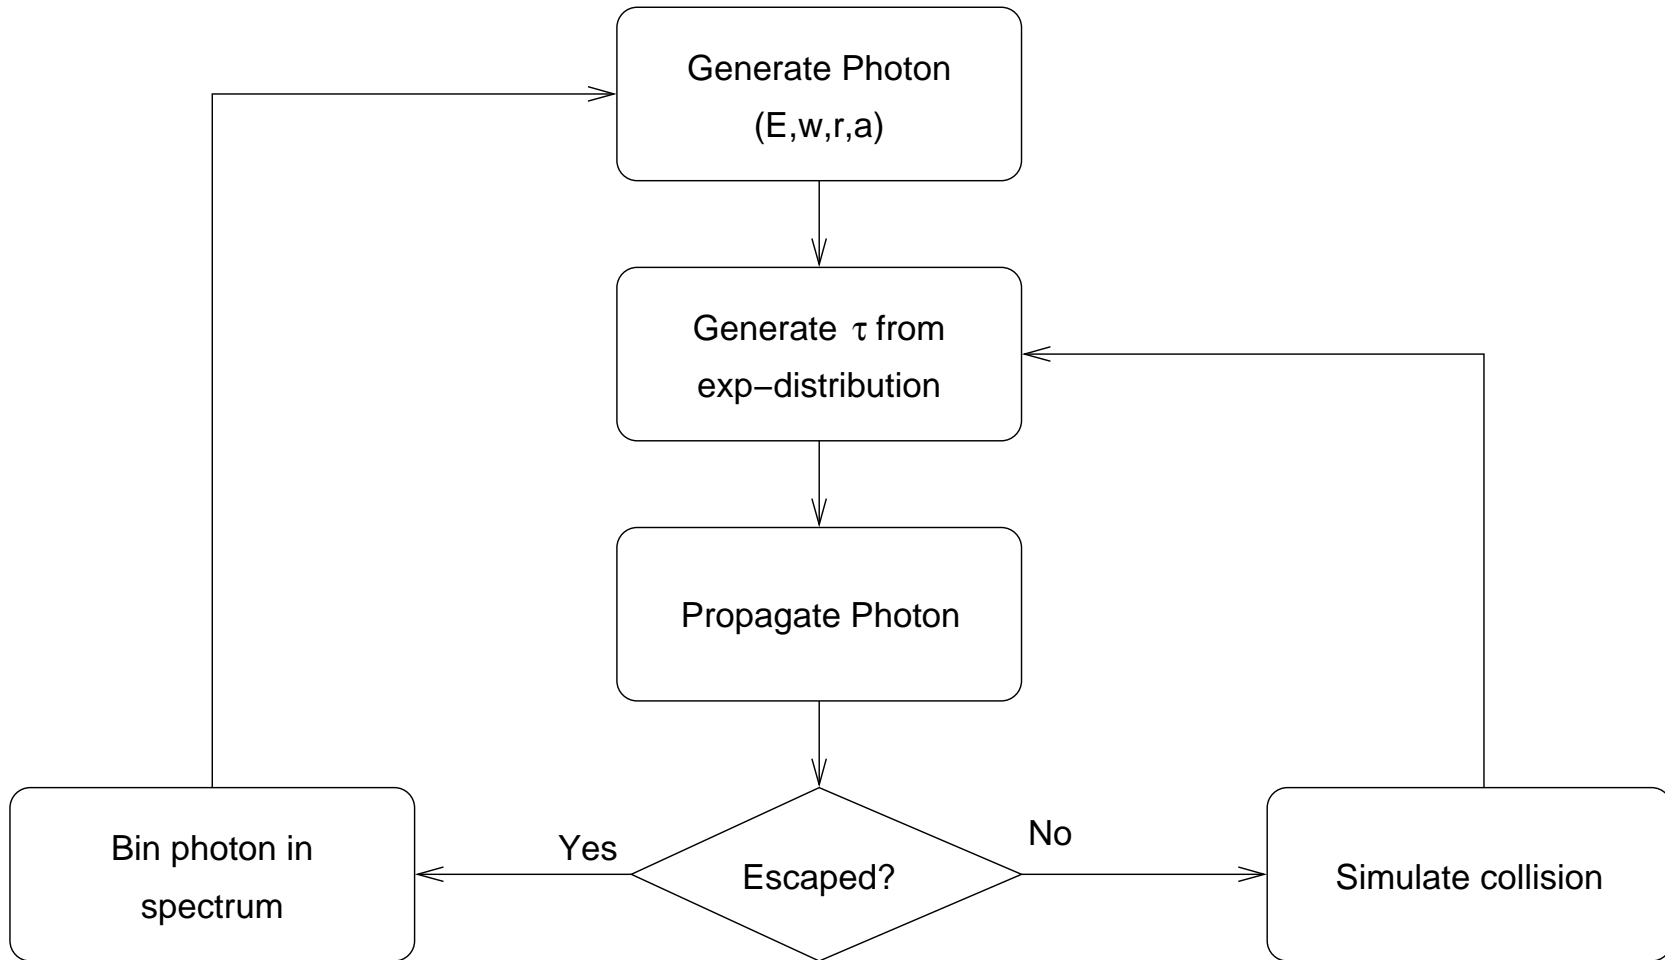 Generate Photon
(E,w,r,a)
Generate τ from
exp−distribution
Propagate Photon
Escaped?
Yes
No
Bin photon in
spectrum
Simulate collision